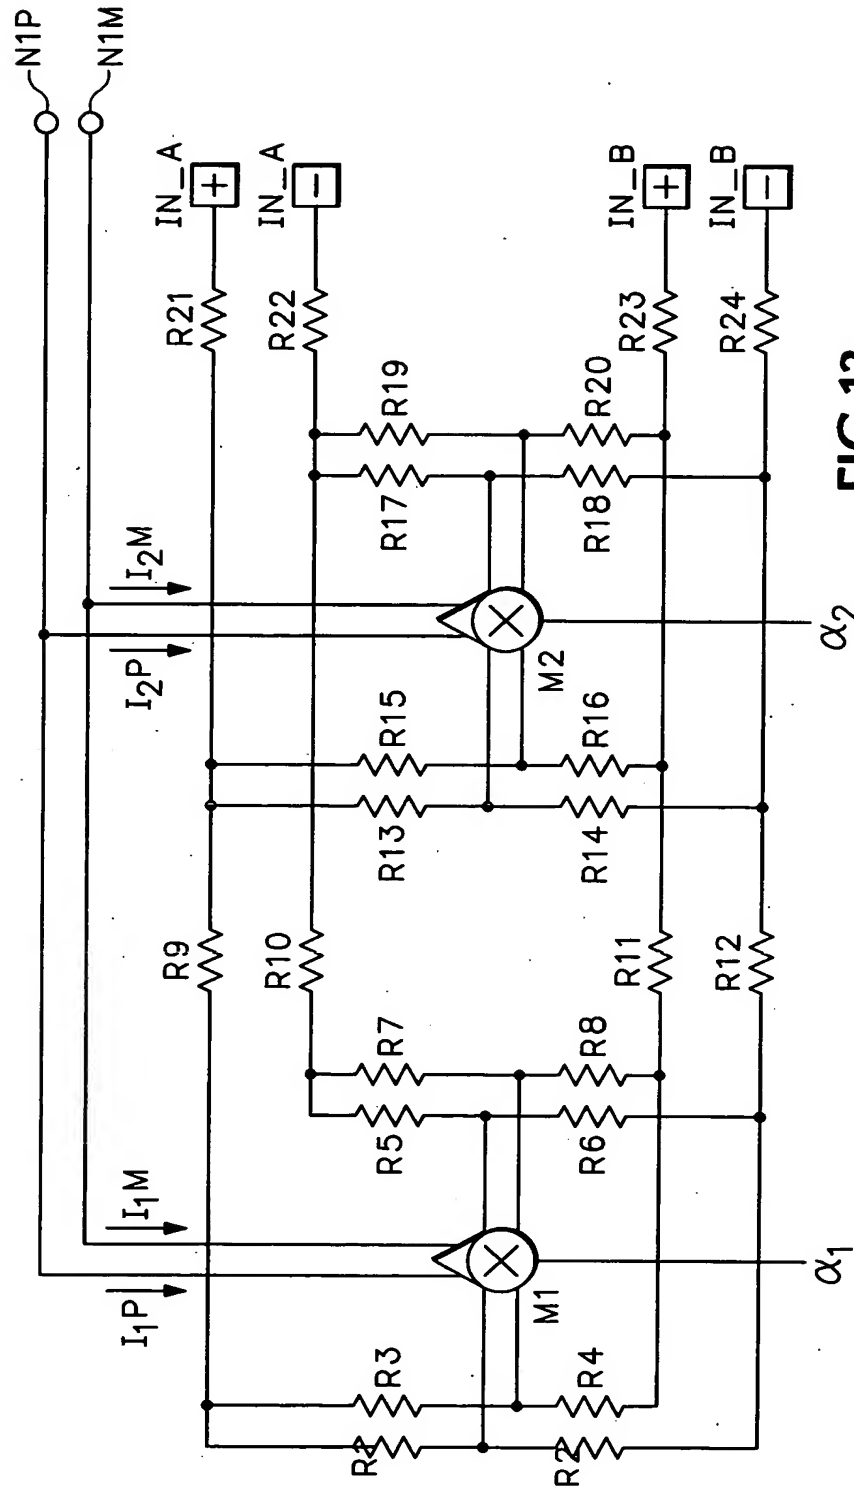 N1P
N1M
IN_A
+
IN_A
−
IN_B
+
IN_B
−
R21
R22
R23
R24
R19
R20
R17
R18
I2P
I2M
M2
α2
R15
R16
R13
R14
R9
R10
R11
R12
R7
R8
R5
R6
I1P
I1M
M1
α1
R3
R4
R2